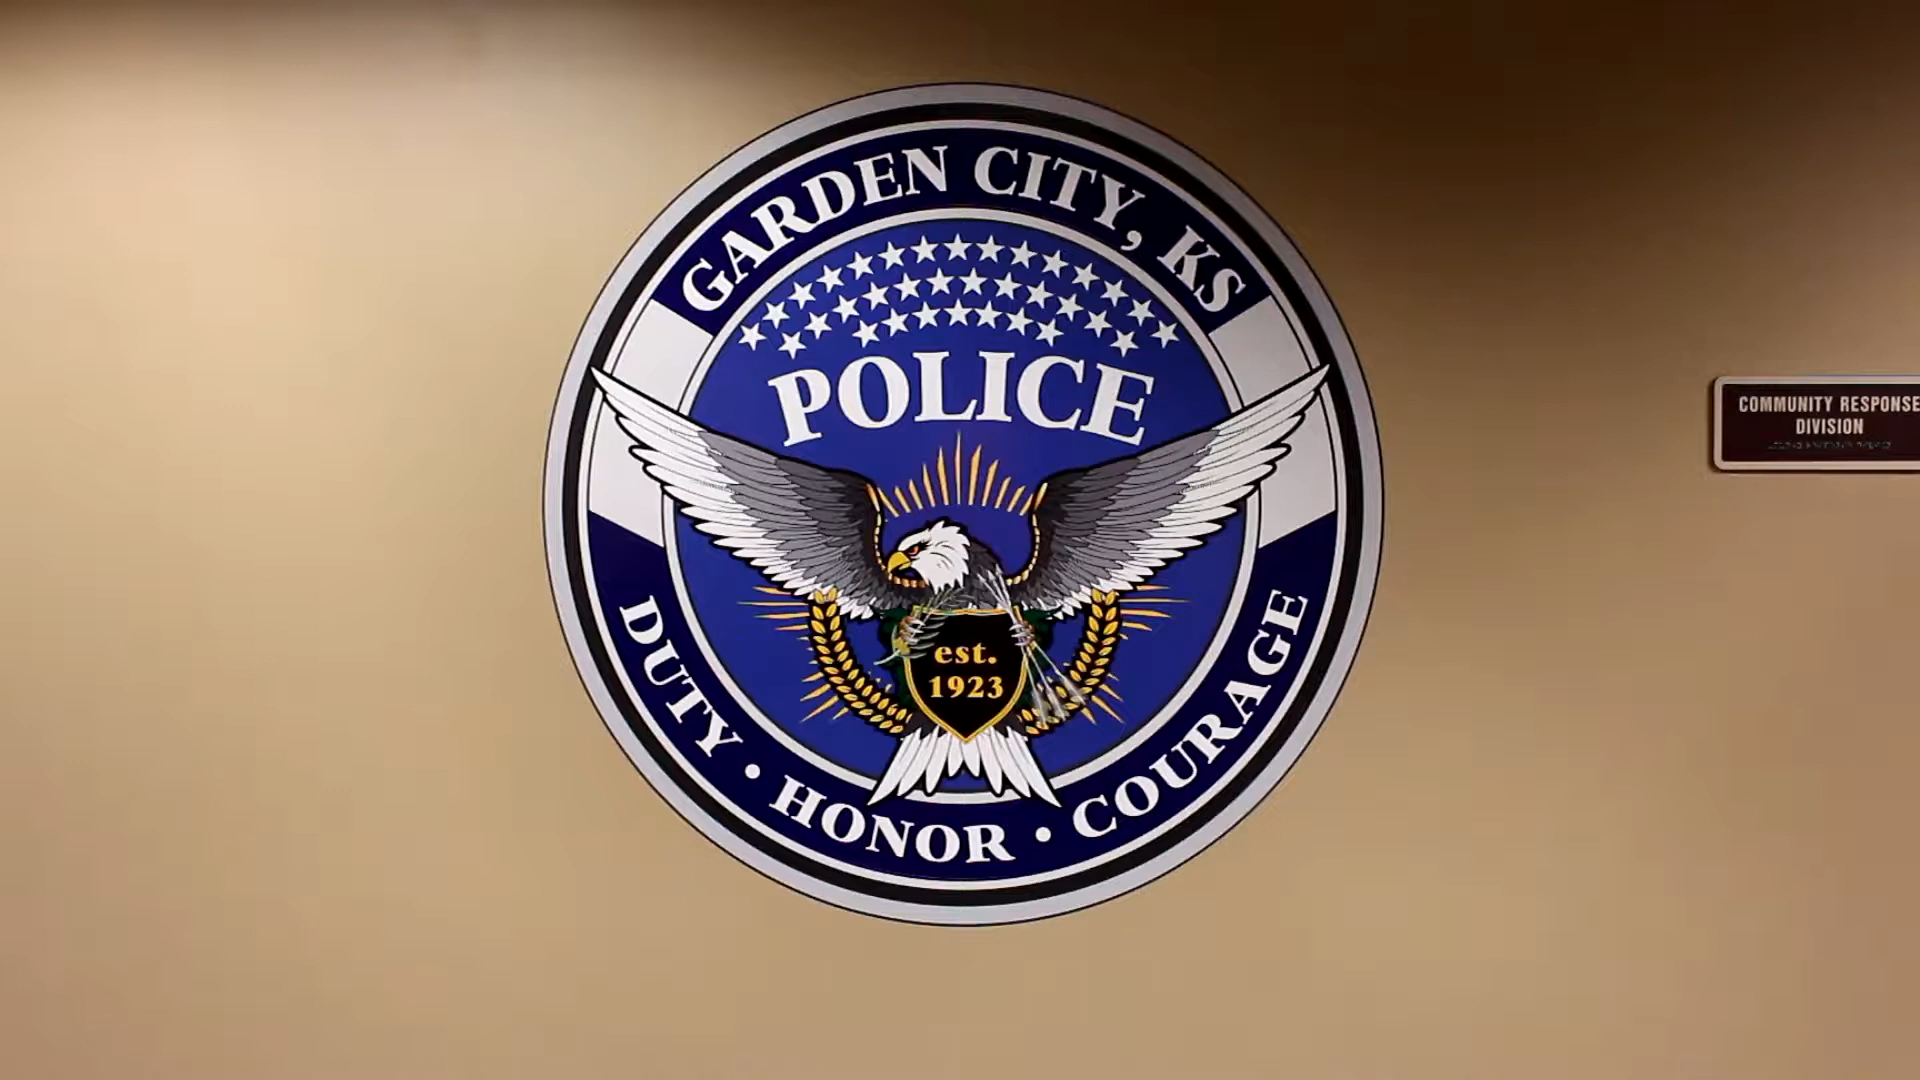 GARDEN CITY, KS
POLICE
est.
1923
DUTY • HONOR • COURAGE
COMMUNITY RESPONSE
DIVISION